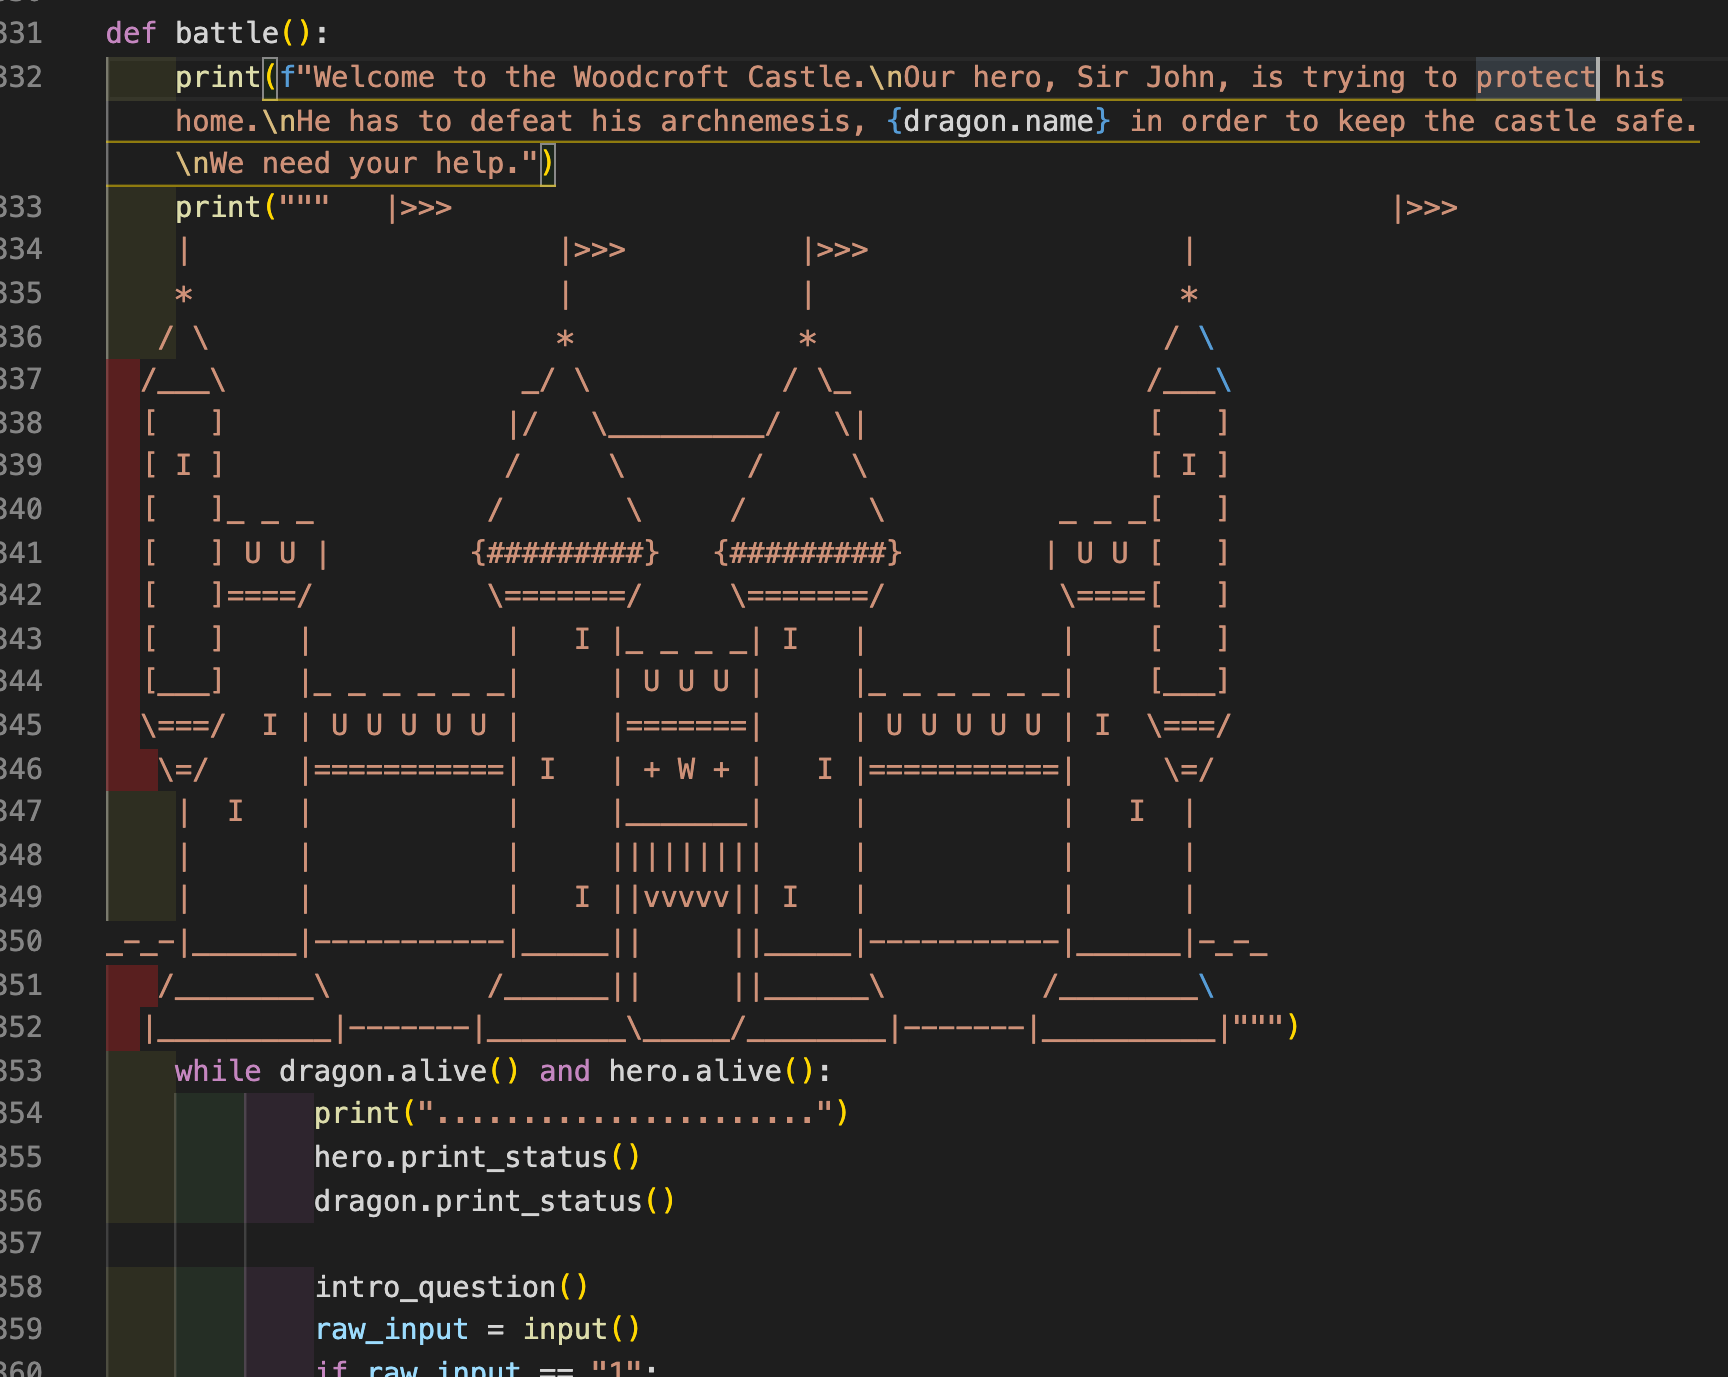 331 def battle():
332     print(f"Welcome to the Woodcroft Castle.\nOur hero, Sir John, is trying to protect his
    home.\nHe has to defeat his archnemesis, {dragon.name} in order to keep the castle safe.
    \nWe need your help.")
333     print("""   |>>>                                                      |>>>
334     |                     |>>>          |>>>                  |
335     *                     |             |                     *
336    / \                    *             *                    / \
337   /___\                 _/ \           / \_                 /___\
338   [   ]                |/   \_________/   \|                [   ]
339   [ I ]                /     \       /     \                [ I ]
340   [   ]_ _ _          /       \     /       \          _ _ _[   ]
341   [   ] U U |        {#########}   {#########}        | U U [   ]
342   [   ]====/          \=======/     \=======/          \====[   ]
343   [   ]    |           |   I |_ _ _ _| I   |           |    [   ]
344   [___]    |_ _ _ _ _ _|     | U U U |     |_ _ _ _ _ _|    [___]
345   \===/  I | U U U U U |     |=======|     | U U U U U | I  \===/
346    \=/     |===========| I   | + W + |   I |===========|     \=/
347     |  I   |           |     |_______|     |           |   I  |
348     |      |           |     |||||||||     |           |      |
349     |      |           |   I ||vvvvv|| I   |           |      |
350 _-_-|______|-----------|_____||     ||_____|-----------|______|-_-_
351    /________\         /______||     ||______\         /________\
352   |__________|-------|________\_____/________|-------|__________|""")
353     while dragon.alive() and hero.alive():
354             print("......................")
355             hero.print_status()
356             dragon.print_status()
357
358             intro_question()
359             raw_input = input()
360             if raw_input == "1":